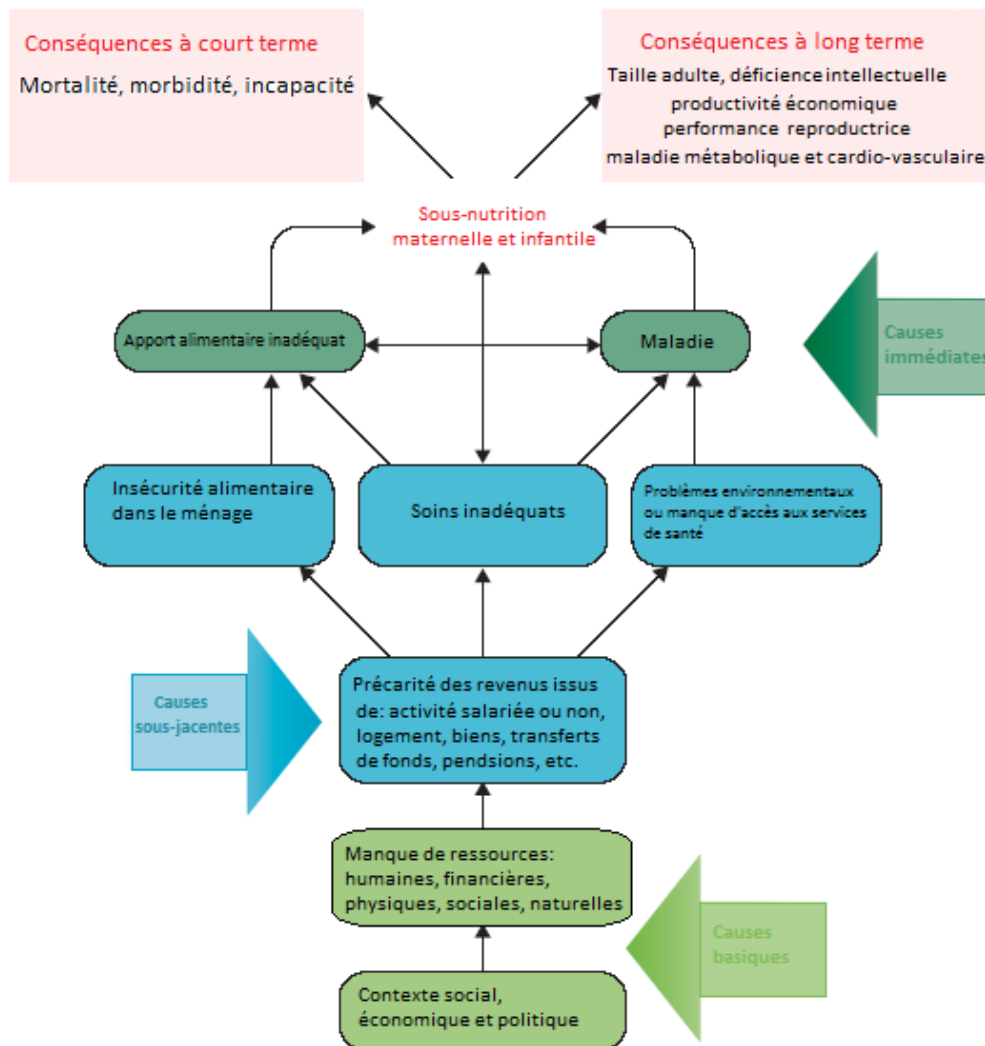 Conséquences à court terme
Mortalité, morbidité, incapacité
Conséquences à long terme
Taille adulte, déficience intellectuelle
productivité économique
performance reproductrice
maladie métabolique et cardio-vasculaire
Sous-nutrition
maternelle et infantile
Apport alimentaire inadéquat
Maladie
Causes
immédiates
Insécurité alimentaire
dans le ménage
Soins inadéquats
Problèmes environnementaux
ou manque d'accès aux services
de santé
Causes
sous-jacentes
Précarité des revenus issus
de: activité salariée ou non,
logement, biens, transferts
de fonds, pendsions, etc.
Manque de ressources:
humaines, financières,
physiques, sociales, naturelles
Causes
basiques
Contexte social,
économique et politique